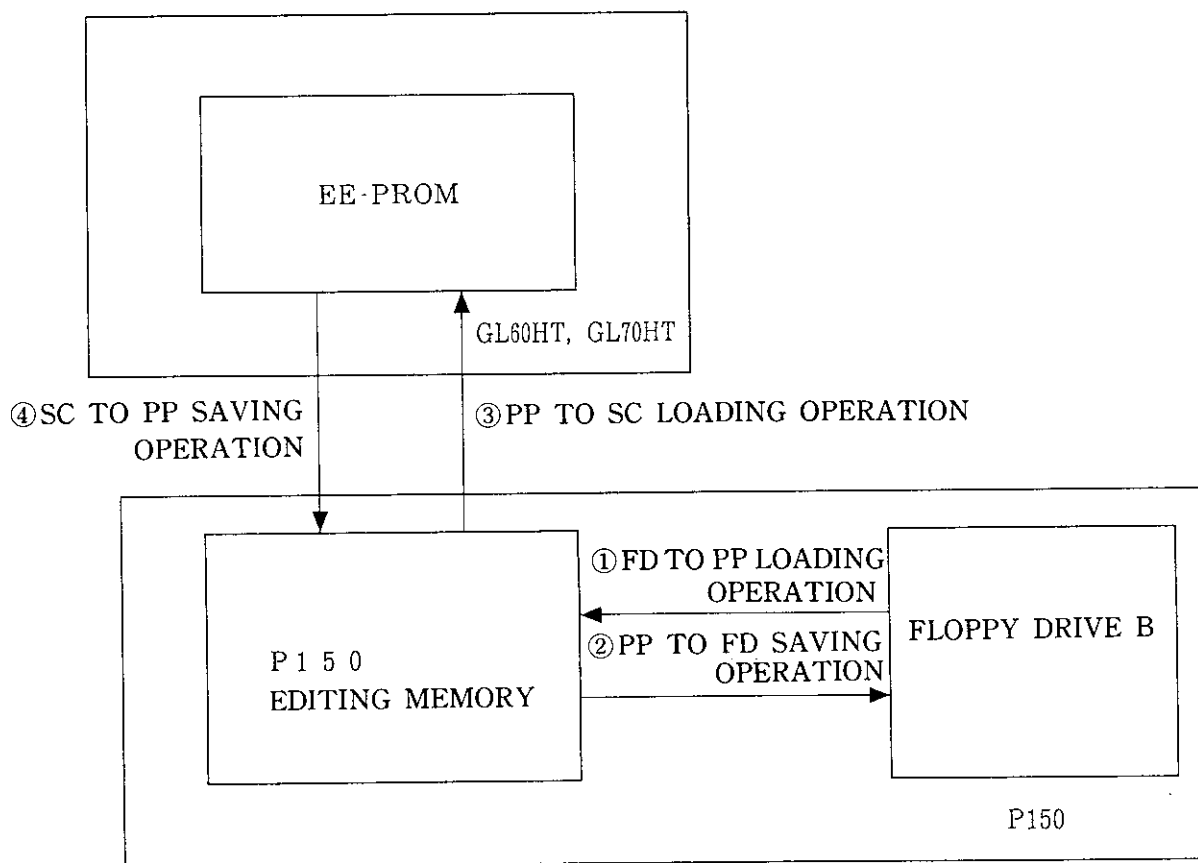 EE-PROM
GL60HT, GL70HT
④SC TO PP SAVING
OPERATION
③PP TO SC LOADING OPERATION
①FD TO PP LOADING
OPERATION
②PP TO FD SAVING
OPERATION
P150
EDITING MEMORY
FLOPPY DRIVE B
P150